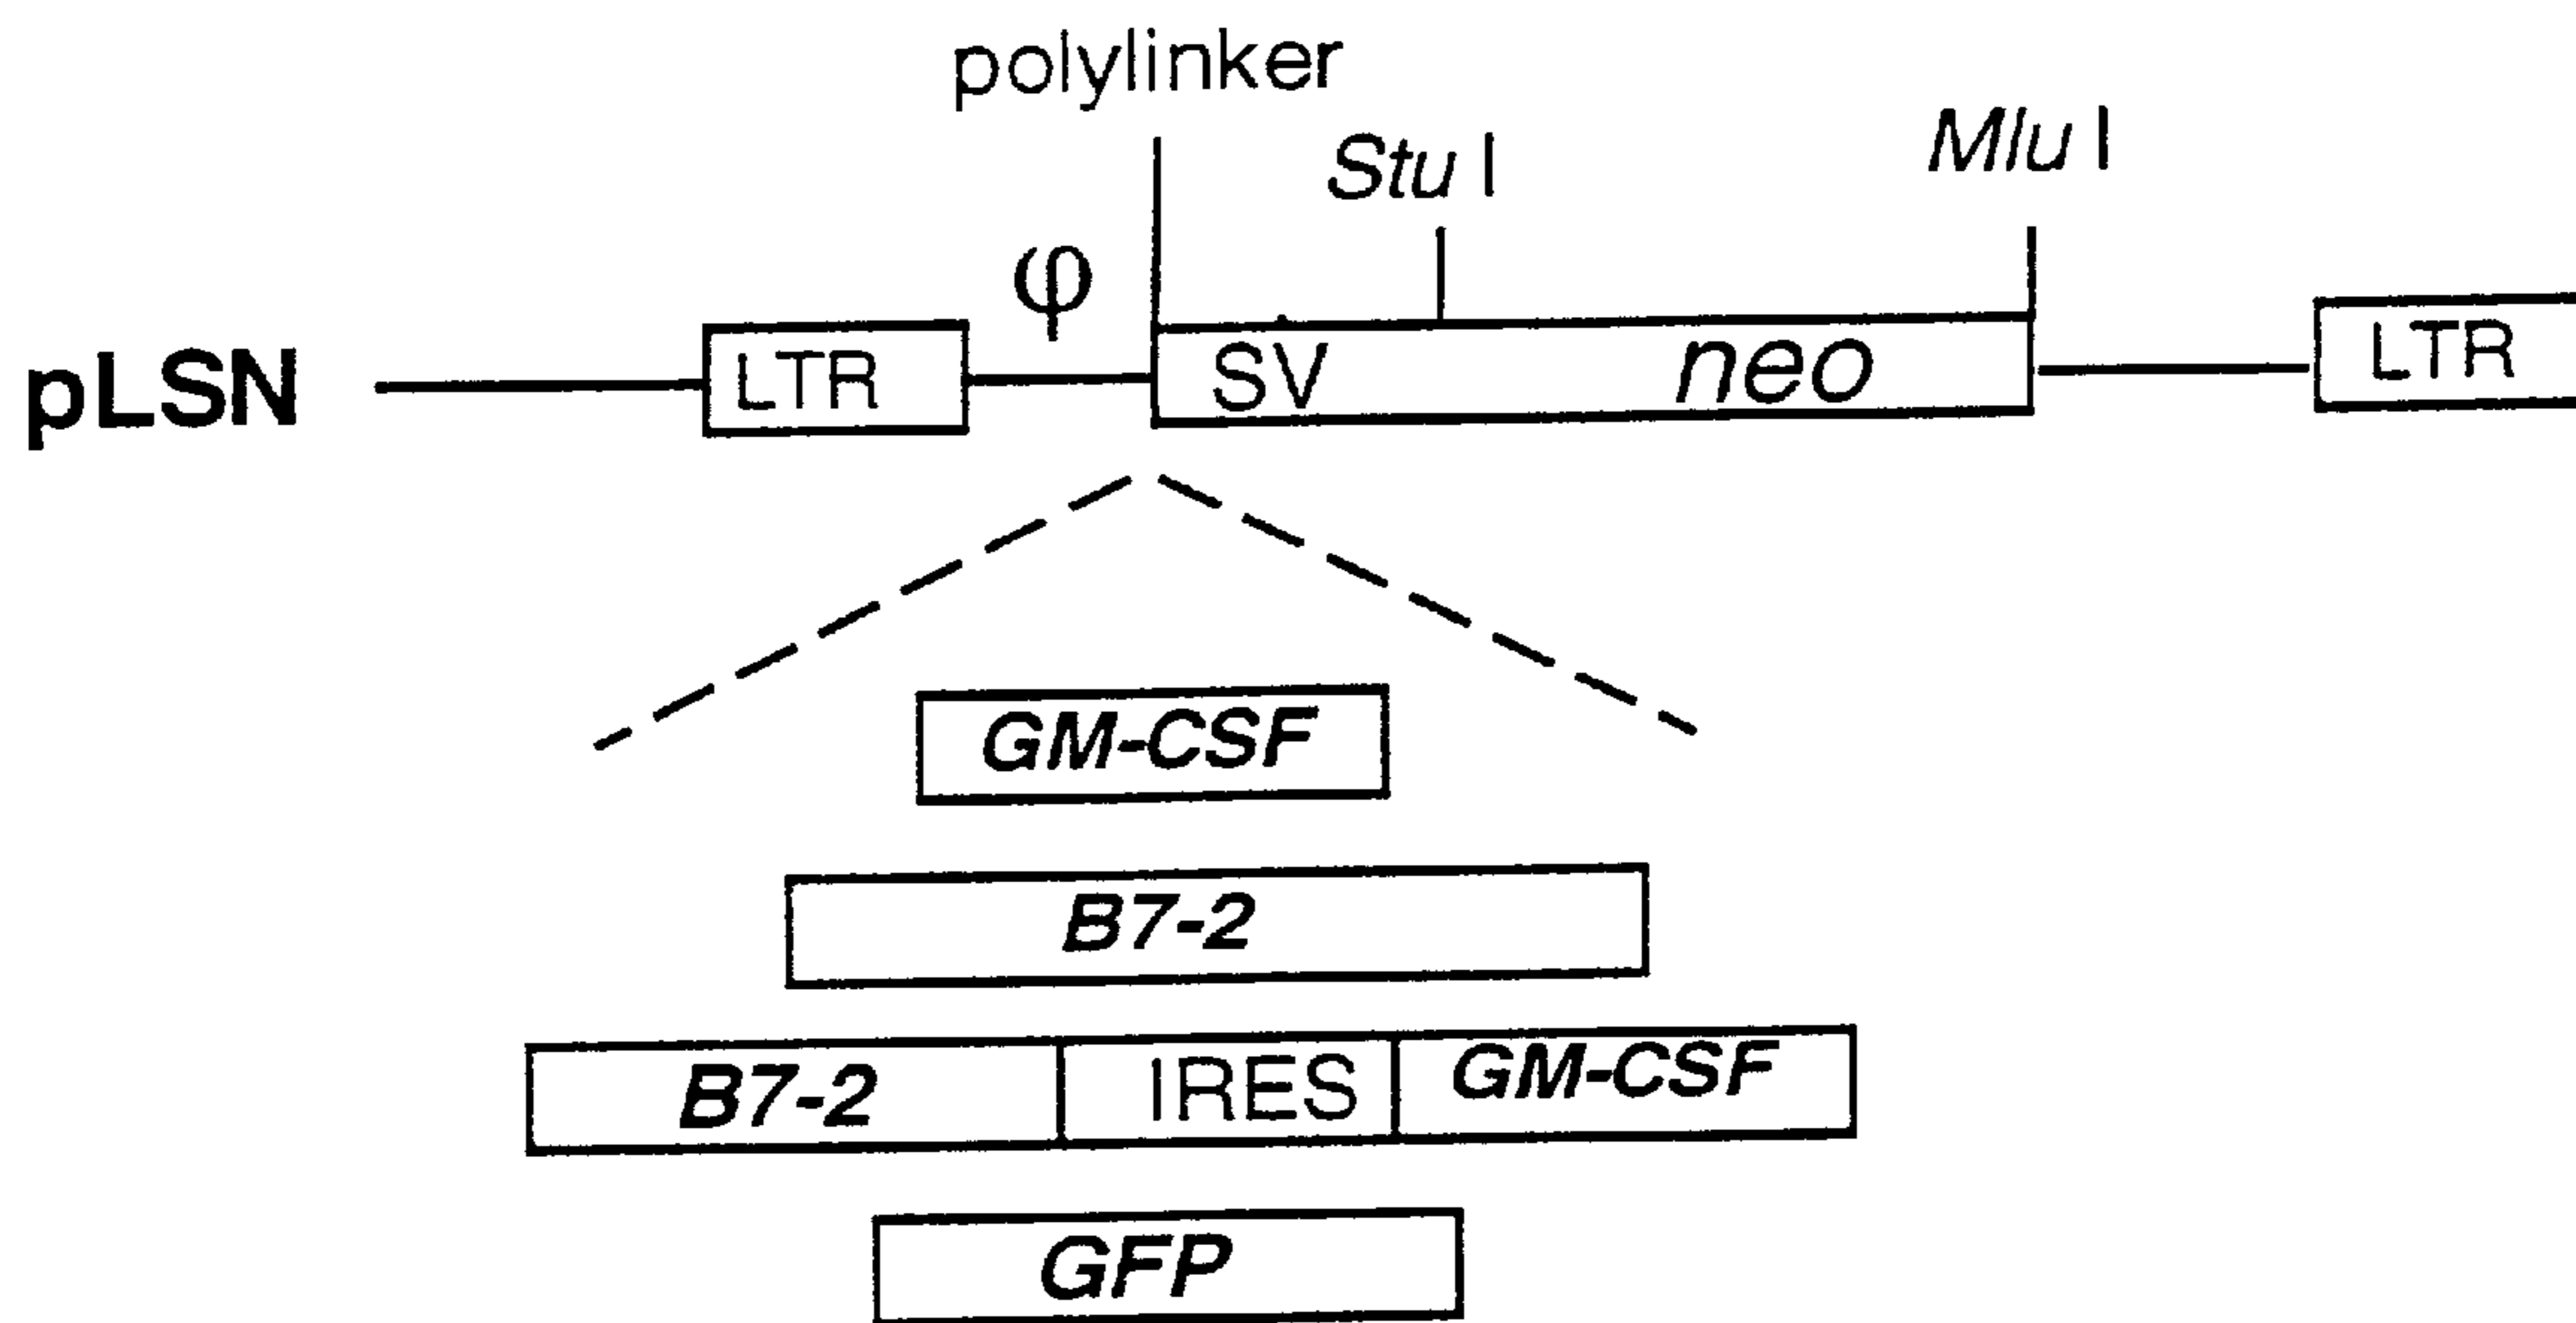 polylinker
Stu I
Mlu I
φ
pLSN
LTR
SV
neo
LTR
GM-CSF
B7-2
B7-2
IRES
GM-CSF
GFP